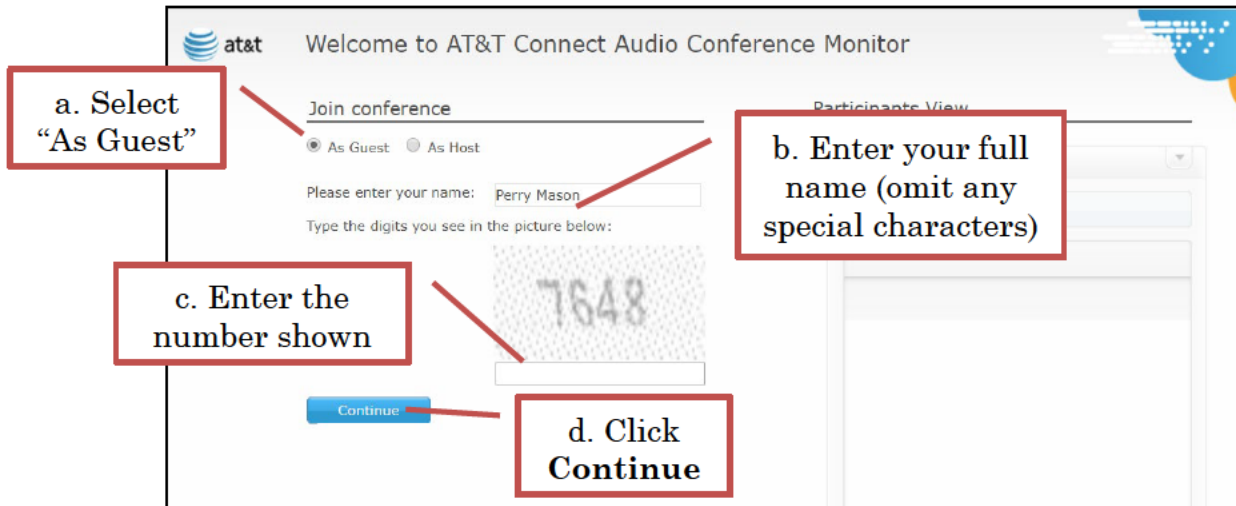 at&t
Welcome to AT&T Connect Audio Conference Monitor
a. Select
“As Guest”
Join conference
As Guest
As Host
Please enter your name:
Perry Mason
Type the digits you see in the picture below:
7648
Participants View
b. Enter your full
name (omit any
special characters)
c. Enter the
number shown
Continue
d. Click
Continue